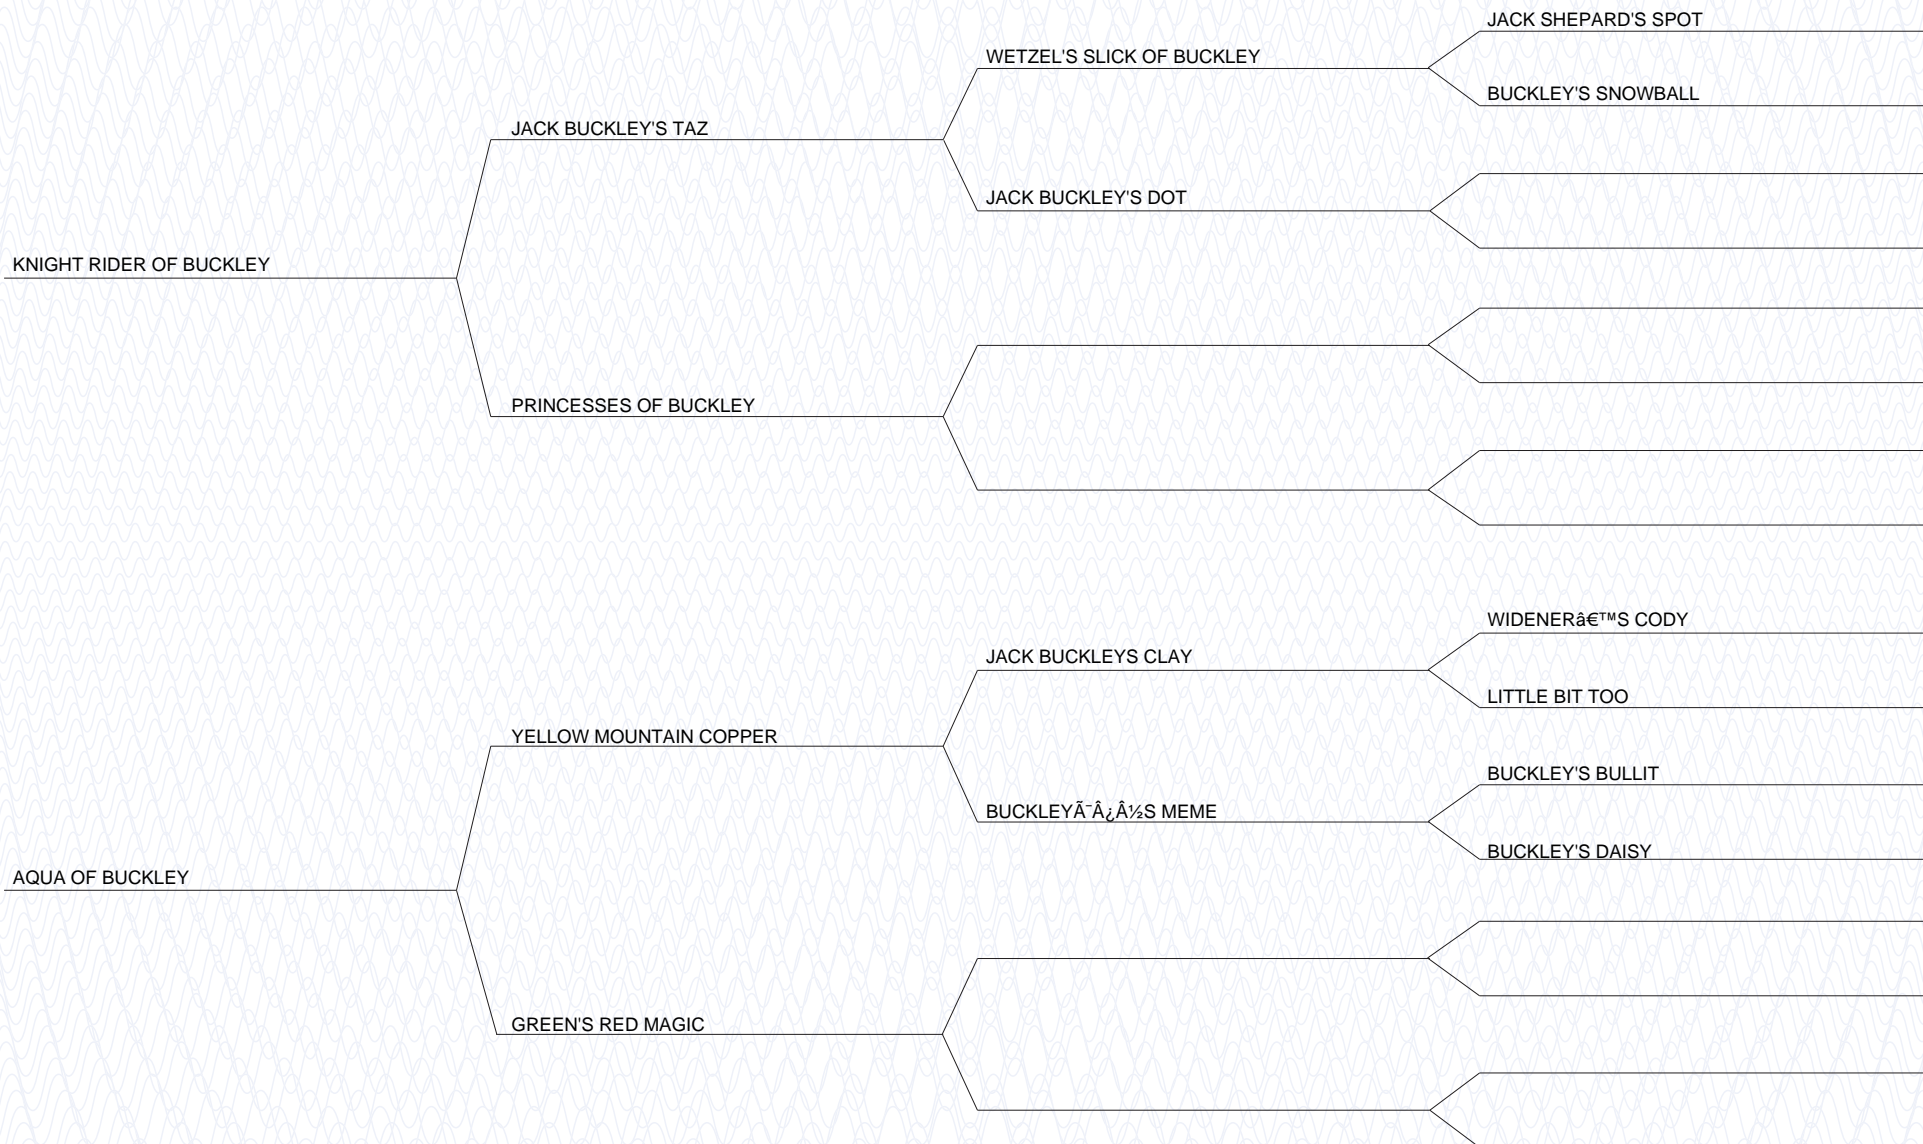 JACK SHEPARD'S SPOT
WETZEL'S SLICK OF BUCKLEY
BUCKLEY'S SNOWBALL
JACK BUCKLEY'S TAZ
JACK BUCKLEY'S DOT
KNIGHT RIDER OF BUCKLEY
PRINCESSES OF BUCKLEY
WIDENERâ€™S CODY
JACK BUCKLEYS CLAY
LITTLE BIT TOO
YELLOW MOUNTAIN COPPER
BUCKLEY'S BULLIT
BUCKLEYÃ¯Â¿Â½S MEME
BUCKLEY'S DAISY
AQUA OF BUCKLEY
GREEN'S RED MAGIC